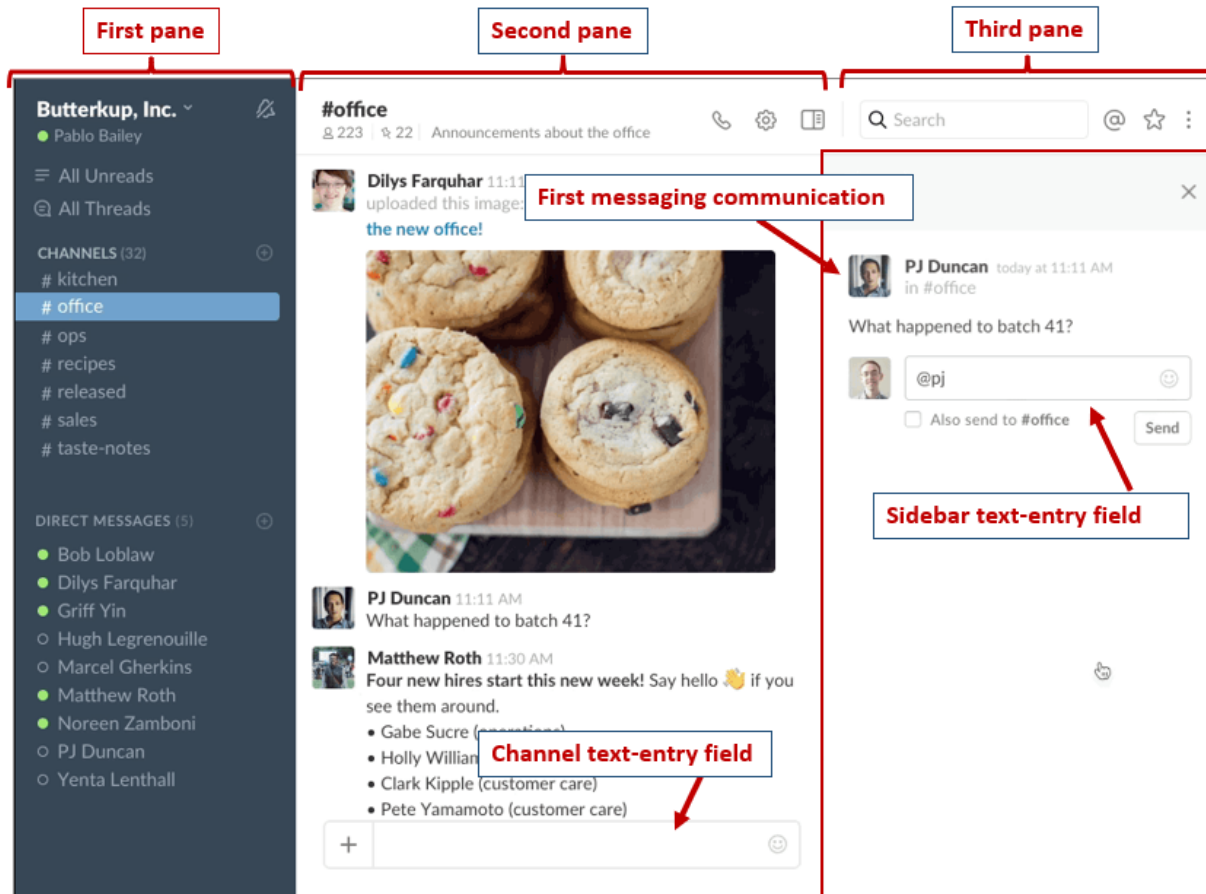 First pane
Second pane
Third pane
Butterkup, Inc.
Pablo Bailey
All Unreads
All Threads
CHANNELS (32)
# kitchen
# office
# ops
# recipes
# released
# sales
# taste-notes
DIRECT MESSAGES (5)
Bob Loblaw
Dilys Farquhar
Griff Yin
Hugh Legrenouille
Marcel Gherkins
Matthew Roth
Noreen Zamboni
PJ Duncan
Yenta Lenthall
#office
223 | 22 | Announcements about the office
Dilys Farquhar 11:11
uploaded this image:
the new office!
First messaging communication
PJ Duncan 11:11 AM
What happened to batch 41?
Matthew Roth 11:30 AM
Four new hires start this new week! Say hello 👋 if you
see them around.
• Gabe Sucre
• Holly
• Clark Kipple (customer care)
• Pete Yamamoto (customer care)
Channel text-entry field
+
Search
PJ Duncan today at 11:11 AM
in #office
What happened to batch 41?
@pj
Also send to #office
Send
Sidebar text-entry field